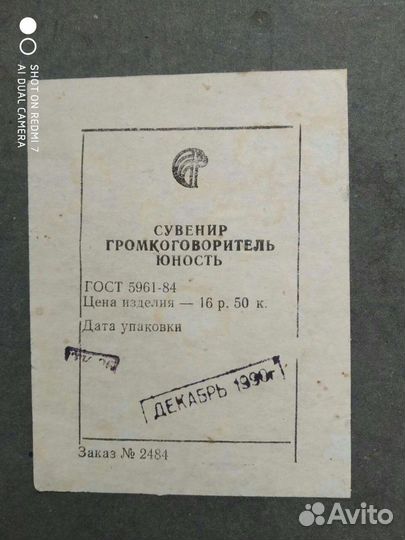 SHOT ON REDMI 7
AI DUAL CAMERA
СУВЕНИР
ГРОМКОГОВОРИТЕЛЬ
ЮНОСТЬ
ГОСТ 5961-84
Цена изделия — 16 р. 50 к.
Дата упаковки
ДЕКАБРЬ 1990г
Заказ № 2484
Avito